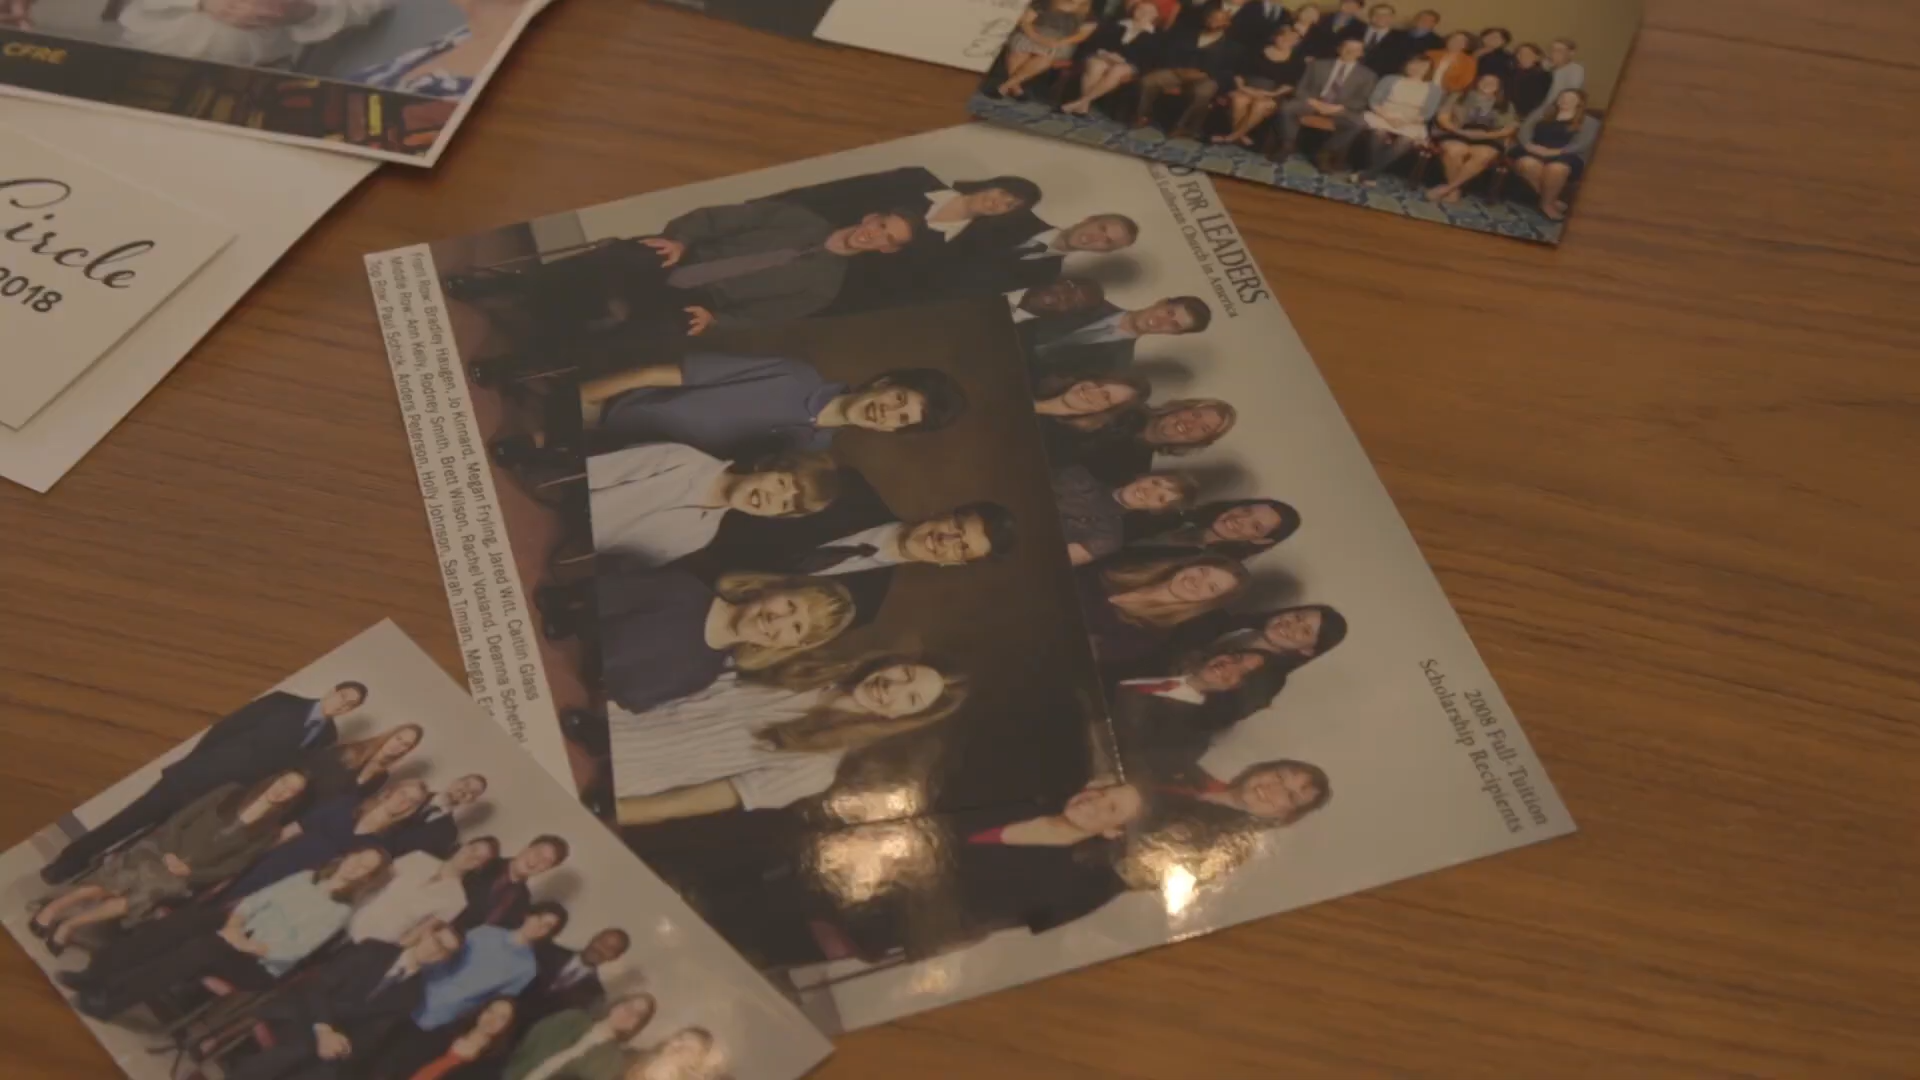 CFRE
Circle
2018
FOR LEADERS
Lutheran Church in America
2008 Full-Tuition
Scholarship Recipients
Front Row: Bradley Haugen, Jo Kinnard, Megan Fryling, Jared Witt, Caitlin Glass
Middle Row: Ann Kelly, Rodney Smith, Brett Wilson, Rachel Voxland, Deanna
Top Row: Paul Schick, Anders Peterson, Holly Johnson, Sarah Timian, Megan